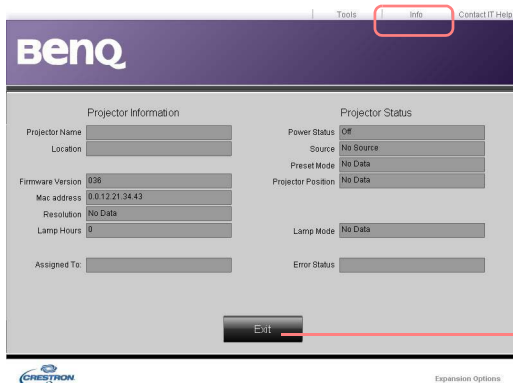 Tools Info Contact IT Help
BenQ
Projector Information
Projector Name
Location
Firmware Version 036
Mac address 0.0.12.21.34.43
Resolution No Data
Lamp Hours 0
Assigned To:
Projector Status
Power Status Off
Source No Source
Preset Mode No Data
Projector Position No Data
Lamp Mode No Data
Error Status
Exit
CRESTRON
Expansion Options